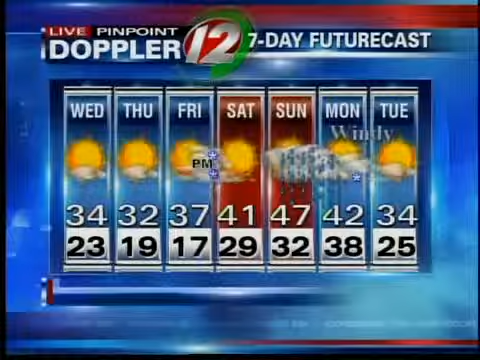 LIVE PINPOINT
DOPPLER 12 7-DAY FUTURECAST
WED THU FRI SAT SUN MON TUE
Windy
PM
34 32 37 41 47 42 34
23 19 17 29 32 38 25